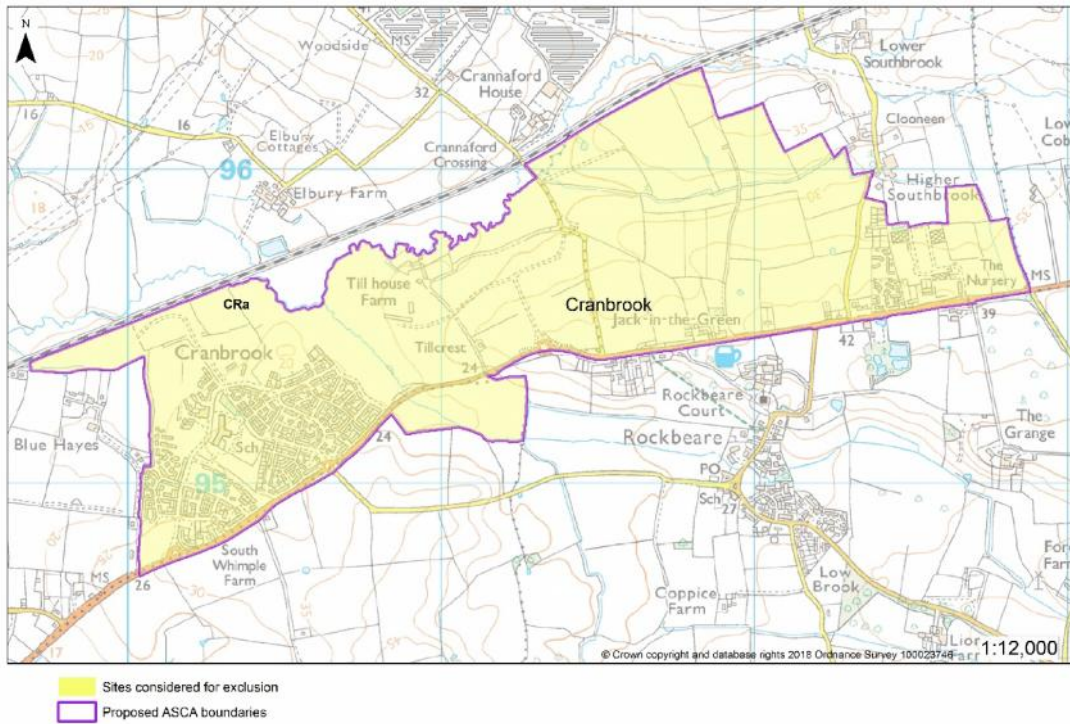 N
Woodside
MS
41
42
Lower
Southbrook
Crannaford
House
32
16
16
Elbury
Cottages
Clooneen
Crannaford
Crossing
96
Elbury Farm
Higher
Southbrook
Till house
Farm
CRa
Cranbrook
The
Nursery
MS
Jack-in-the-Green
39
Cranbrook
Tillcrest
24
42
Rockbeare
Court
The
Grange
Blue Hayes
Sch
24
Rockbeare
95
PO
Sch
27
South
Whimple
Farm
MS
26
Low
Brook
Coppice
Farm
17
© Crown copyright and database rights 2018 Ordnance Survey 100023746
1:12,000
Sites considered for exclusion
Proposed ASCA boundaries